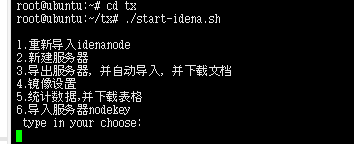 root@ubuntu:~# cd tx
root@ubuntu:~/tx# ./start-idena.sh
1.重新导入idenanode
2.新建服务器
3.导出服务器, 并自动导入, 并下载文档
4.镜像设置
5.统计数据,并下载表格
6.导入服务器nodekey
type in your choose: